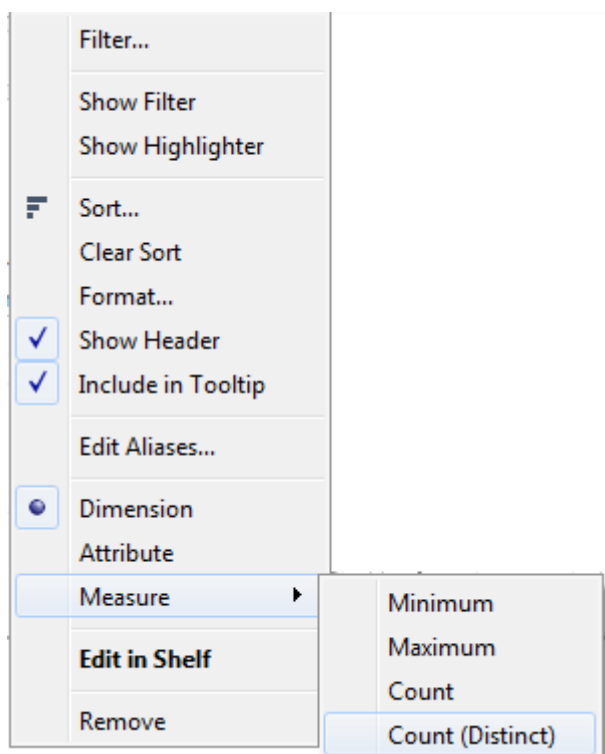 Filter...
Show Filter
Show Highlighter
Sort...
Clear Sort
Format...
Show Header
Include in Tooltip
Edit Aliases...
Dimension
Attribute
Measure
Edit in Shelf
Remove
Minimum
Maximum
Count
Count (Distinct)